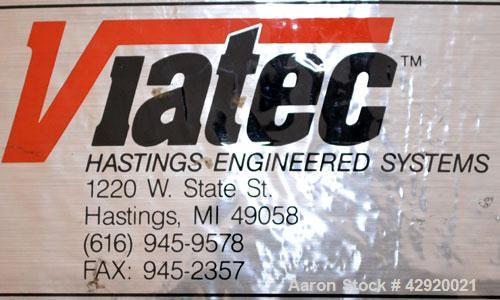 Viatec™
HASTINGS ENGINEERED SYSTEMS
1220 W. State St.
Hastings, MI 49058
(616) 945-9578
FAX: 945-2357
Aaron Stock # 42920021